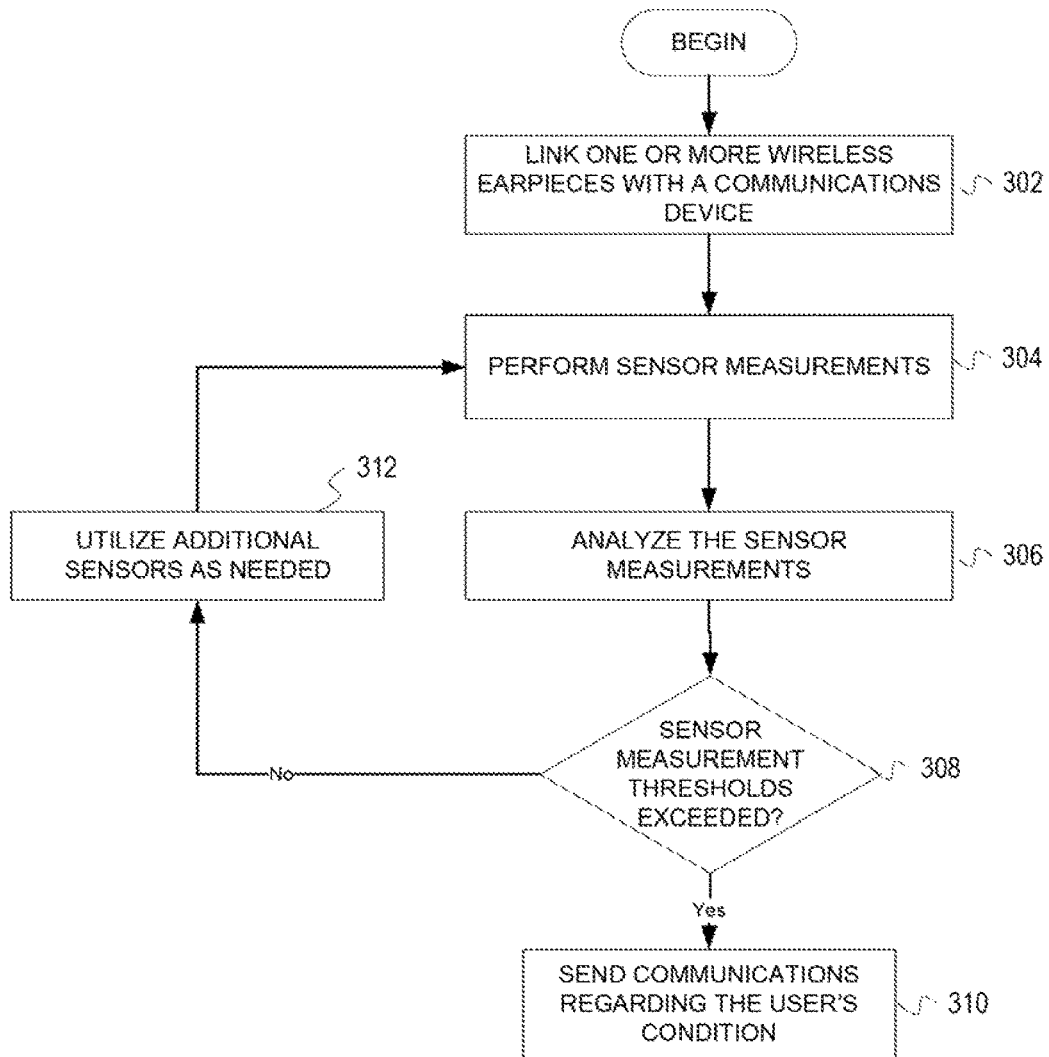 BEGIN
LINK ONE OR MORE WIRELESS
EARPIECES WITH A COMMUNICATIONS
DEVICE
302
PERFORM SENSOR MEASUREMENTS
304
312
UTILIZE ADDITIONAL
SENSORS AS NEEDED
ANALYZE THE SENSOR
MEASUREMENTS
306
SENSOR
MEASUREMENT
THRESHOLDS
EXCEEDED?
308
No
Yes
SEND COMMUNICATIONS
REGARDING THE USER'S
CONDITION
310